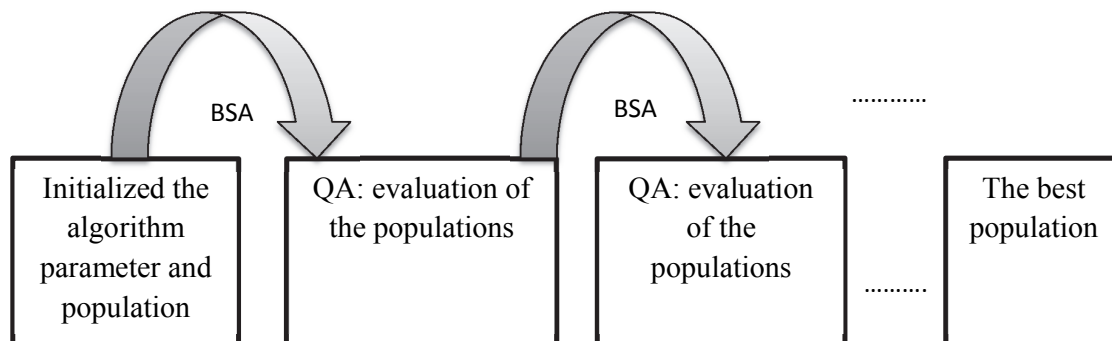 BSA
BSA
…………
Initialized the
algorithm
parameter and
population
QA: evaluation of
the populations
QA: evaluation
of the
populations
……….
The best
population